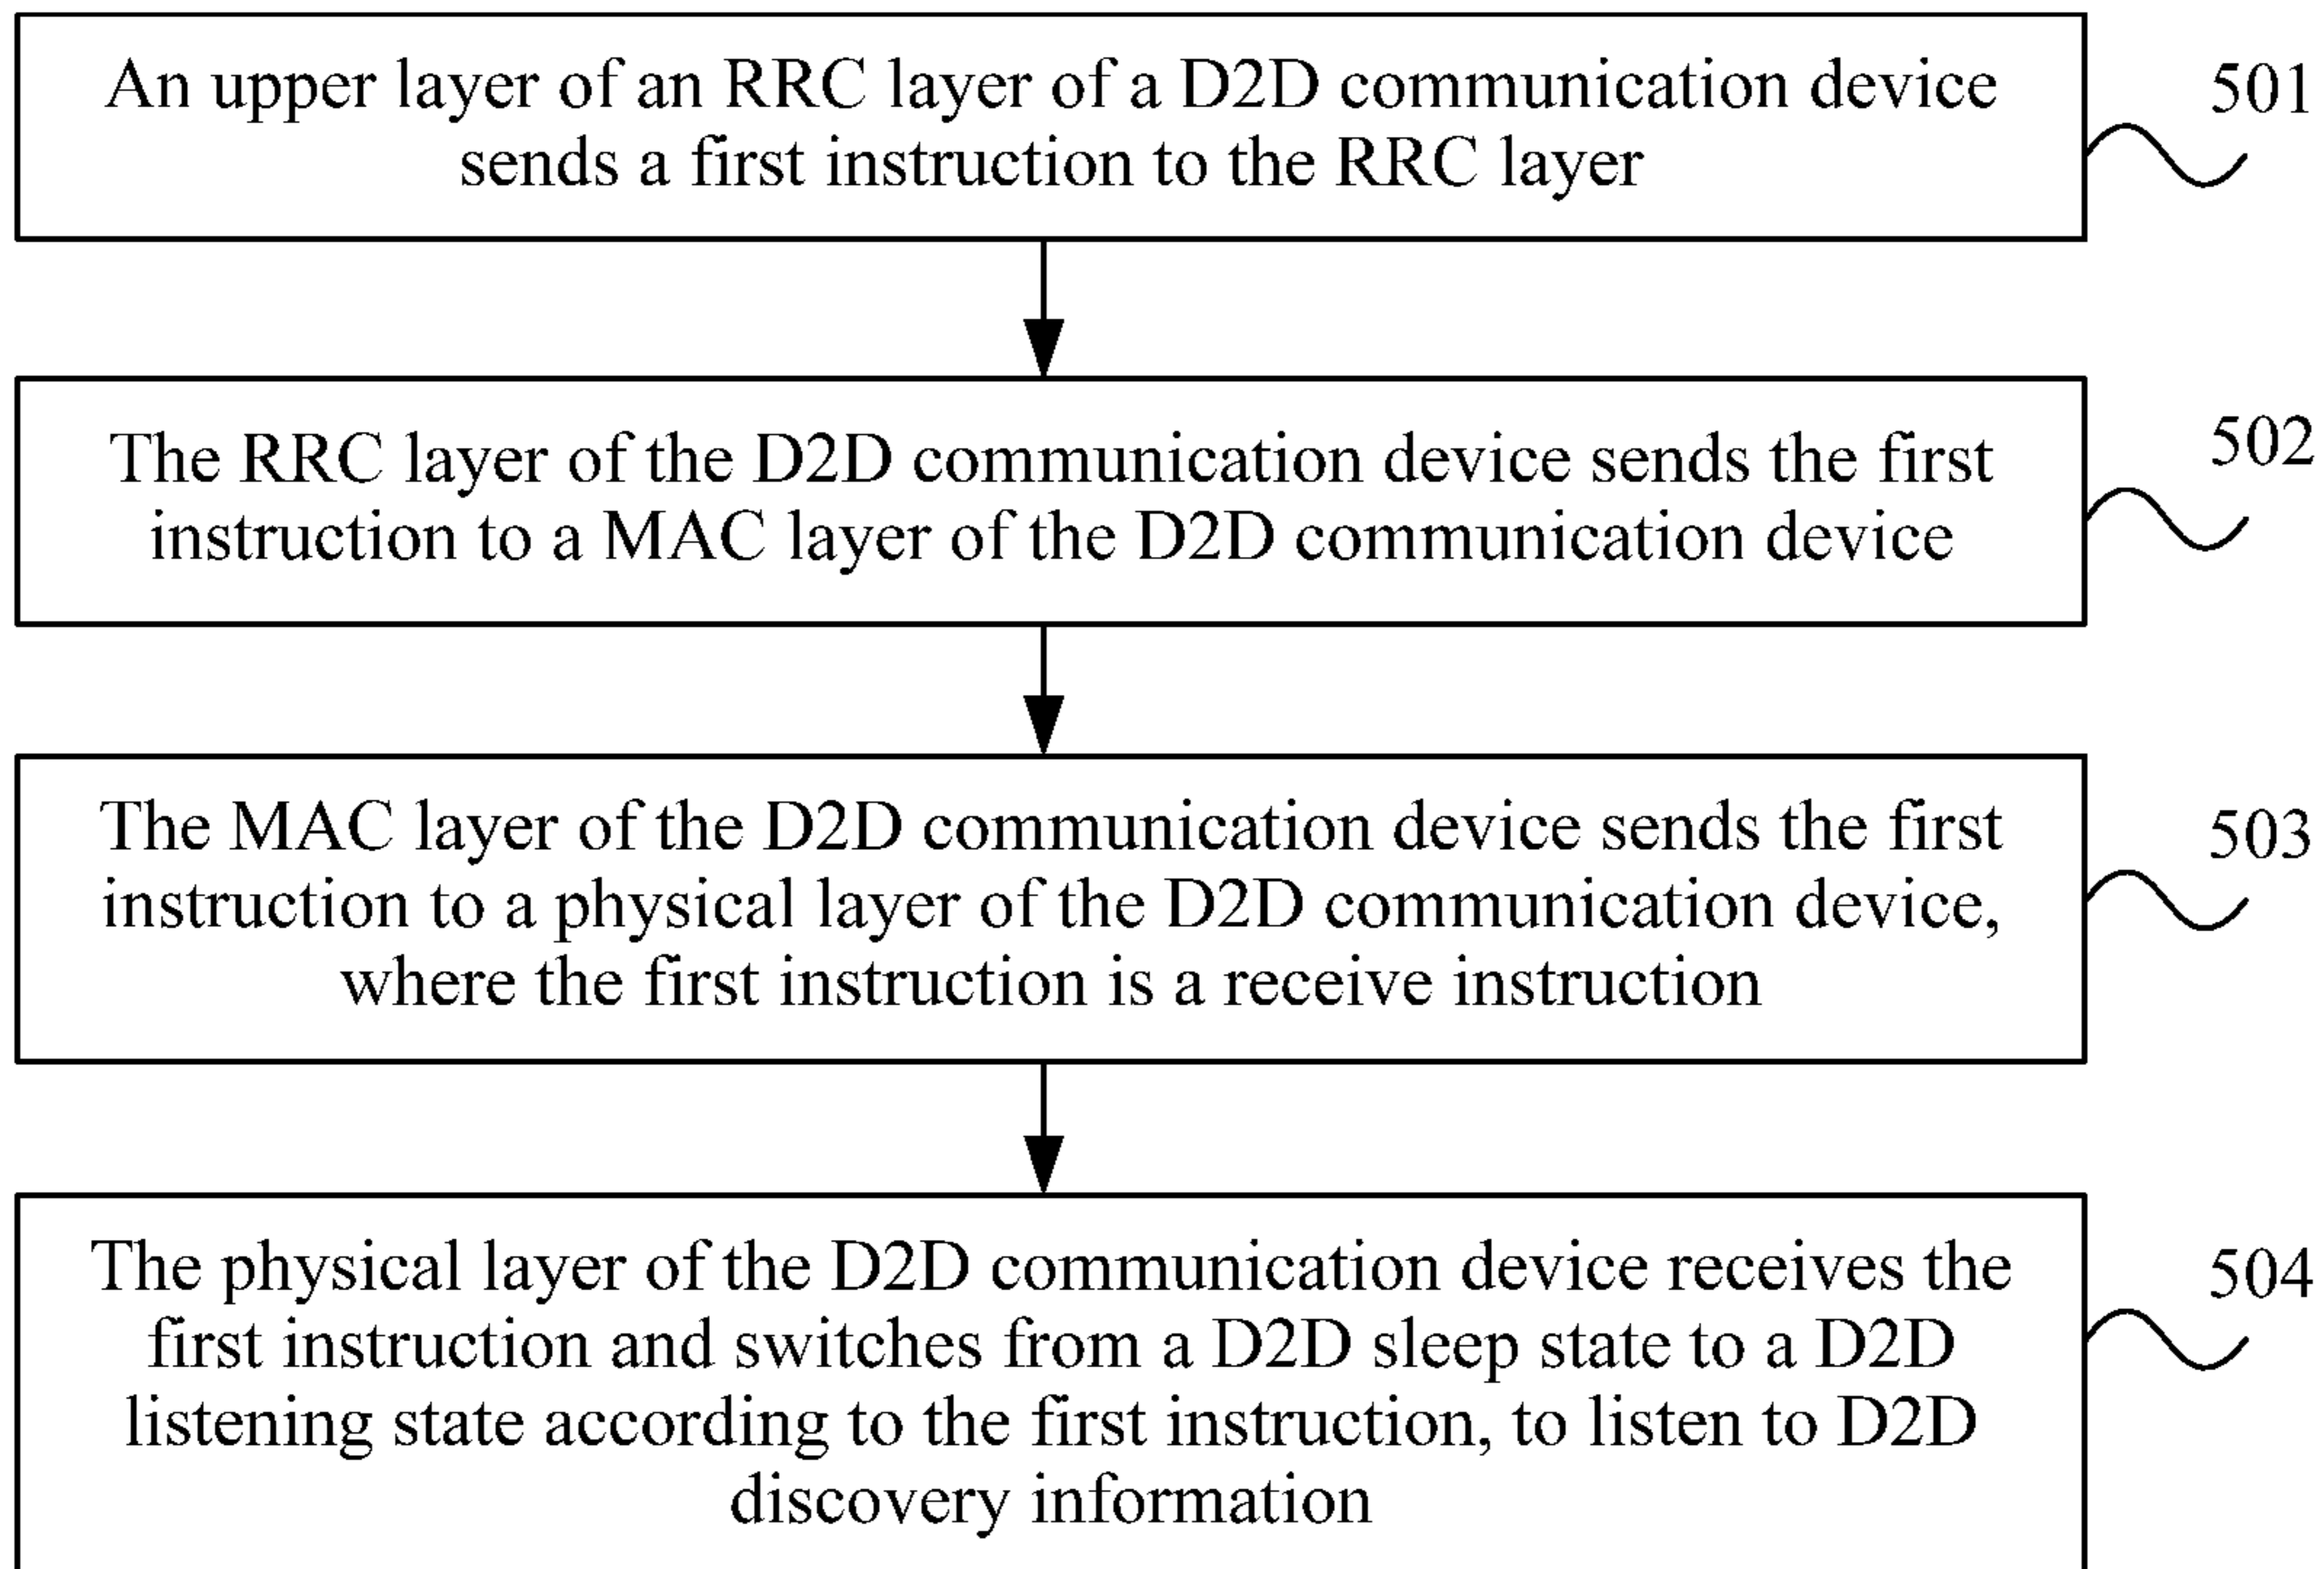 An upper layer of an RRC layer of a D2D communication device
sends a first instruction to the RRC layer
501
The RRC layer of the D2D communication device sends the first
instruction to a MAC layer of the D2D communication device
502
The MAC layer of the D2D communication device sends the first
instruction to a physical layer of the D2D communication device,
where the first instruction is a receive instruction
503
The physical layer of the D2D communication device receives the
first instruction and switches from a D2D sleep state to a D2D
listening state according to the first instruction, to listen to D2D
discovery information
504